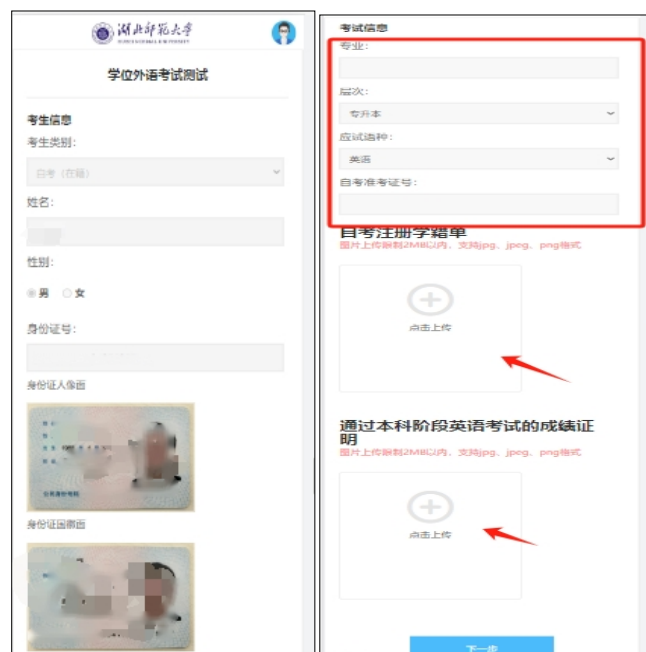 湖北师范大学
学位外语考试测试
考生信息
考生类别：
自考（在籍）
姓名：
性别：
男
女
身份证号：
身份证人像面
公民身份号码
身份证国徽面
考试信息
专业：
层次：
专升本
应试语种：
英语
自考准考证号：
自考注册学籍单
图片上传限制2MB以内，支持jpg、jpeg、png格式
点击上传
通过本科阶段英语考试的成绩证
明
图片上传限制2MB以内，支持jpg、jpeg、png格式
点击上传
下一步